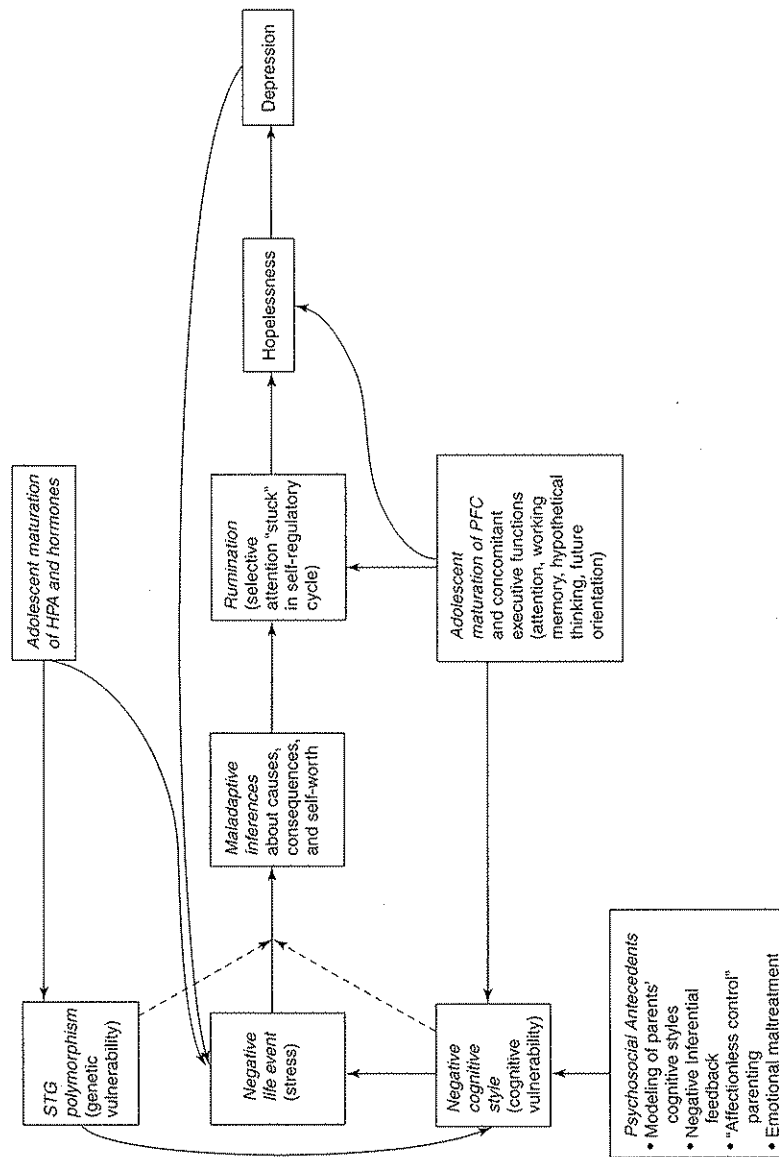 STG
polymorphism
(genetic
vulnerability)
Adolescent maturation
of HPA and hormones
Negative
life event
(stress)
Maladaptive
inferences
about causes,
consequences,
and self-worth
Rumination
(selective
attention "stuck"
in self-regulatory
cycle)
Hopelessness
Depression
Negative
cognitive
style
(cognitive
vulnerability)
Adolescent
maturation of PFC
and concomitant
executive functions
(attention, working
memory, hypothetical
thinking, future
orientation)
Psychosocial Antecedents
• Modeling of parents'
cognitive styles
• Negative Inferential
feedback
• "Affectionless control"
parenting
• Emotional maltreatment